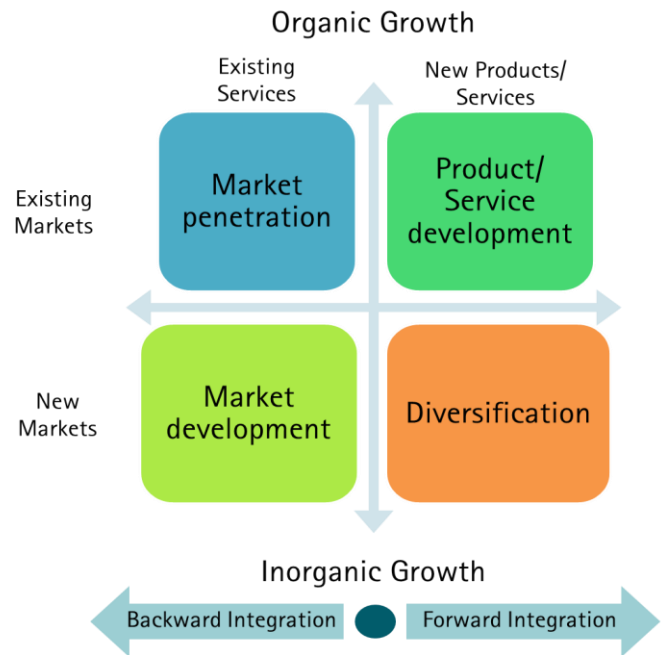 Organic Growth
Existing
Services
New Products/
Services
Existing
Markets
Market
penetration
Product/
Service
development
New
Markets
Market
development
Diversification
Inorganic Growth
Backward Integration
Forward Integration